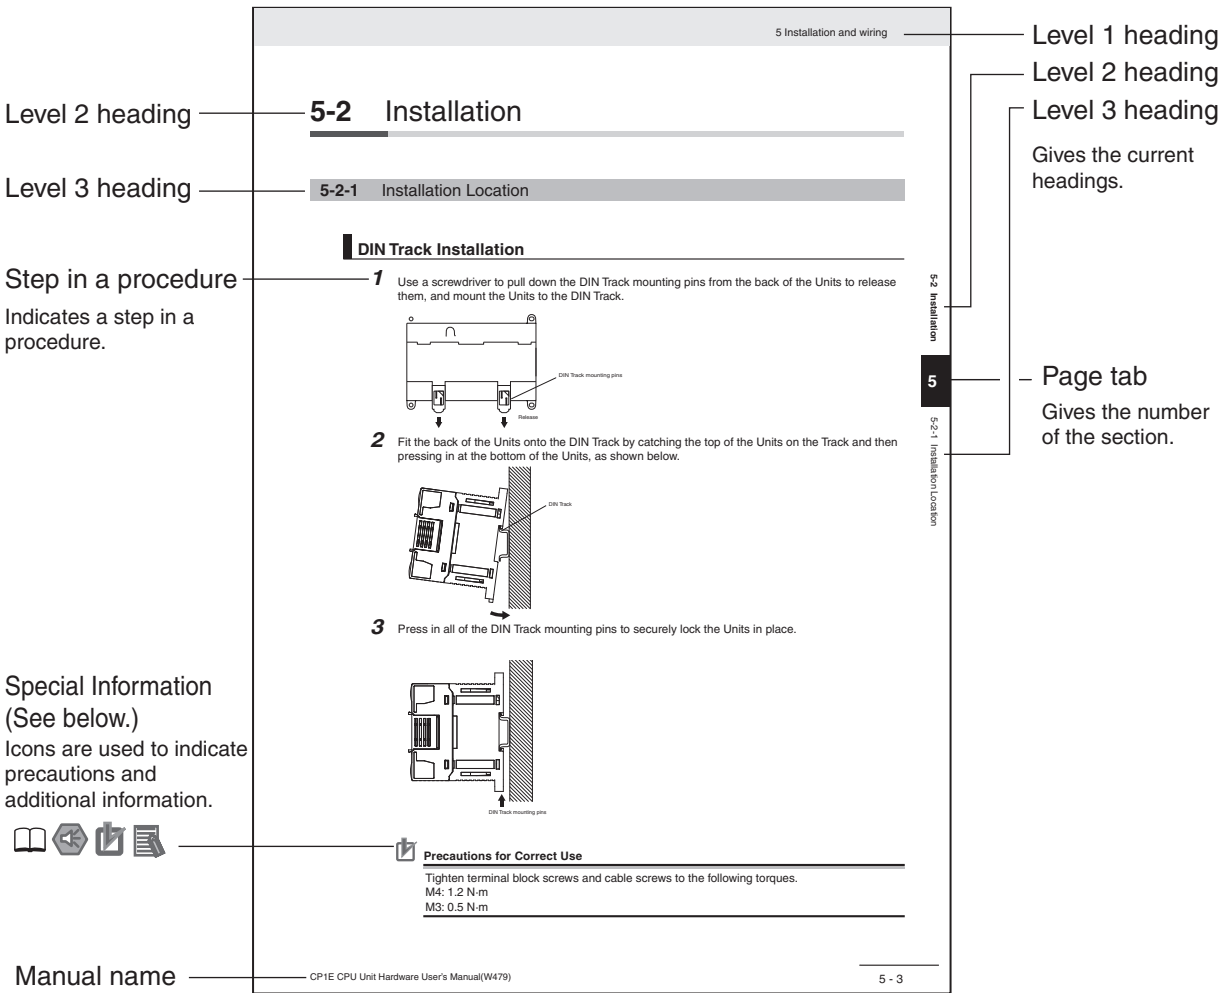 5 Installation and wiring
Level 1 heading
Level 2 heading
Level 3 heading
Gives the current
headings.
Level 2 heading
5-2 Installation
Level 3 heading
5-2-1 Installation Location
DIN Track Installation
Step in a procedure
Indicates a step in a
procedure.
1 Use a screwdriver to pull down the DIN Track mounting pins from the back of the Units to release
them, and mount the Units to the DIN Track.
DIN Track mounting pins
Release
2 Fit the back of the Units onto the DIN Track by catching the top of the Units on the Track and then
pressing in at the bottom of the Units, as shown below.
DIN Track
3 Press in all of the DIN Track mounting pins to securely lock the Units in place.
DIN Track mounting pins
5-2 Installation
5
5-2-1 Installation Location
Page tab
Gives the number
of the section.
Special Information
(See below.)
Icons are used to indicate
precautions and
additional information.
Precautions for Correct Use
Tighten terminal block screws and cable screws to the following torques.
M4: 1.2 N·m
M3: 0.5 N·m
Manual name
CP1E CPU Unit Hardware User's Manual(W479)
5 - 3